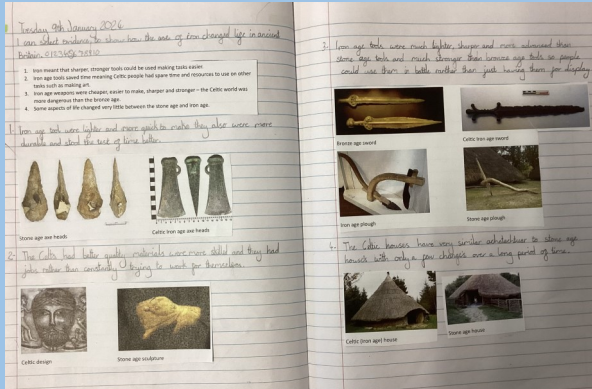 Tuesday 9th January 2026
I can select evidence to show how the use of iron changed life in ancient
Britain.
1. Iron meant that sharper, stronger tools could be used making tasks easier.
2. Iron age tools saved time meaning Celtic people had spare time and resources to use on other
tasks such as making art.
3. Iron age weapons were cheaper, easier to make, sharper and stronger – the Celtic world was
more dangerous than the bronze age.
4. Some aspects of life changed very little between the stone age and iron age.
1. Iron age tools were lighter and more quick to make they also were more
durable and stood the test of time better.
Stone age axe heads
Celtic iron age axe heads
2. The Celts had better quality materials were more skilled and they had
jobs rather than constantly trying to work for themselves.
Celtic design
Stone age sculpture
3. Iron age tools were much lighter, sharper and more advanced than
stone age tools and much stronger than bronze age tools so people
could use them in battle rather than just having them for display
Bronze age sword
Celtic iron age sword
Iron age plough
Stone age plough
4. The Celtic houses have very similar to stone age
houses with only a few changes over a long period of time.
Celtic (iron age) house
Stone age house